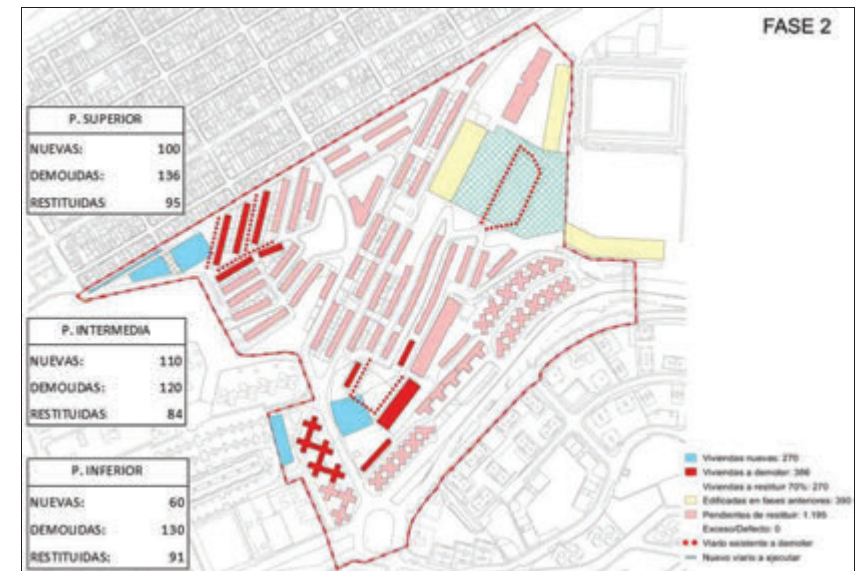 FASE 2
P. SUPERIOR
NUEVAS: 100
DEMOLIDAS: 136
RESTITUIDAS 95
P. INTERMEDIA
NUEVAS: 110
DEMOLIDAS: 120
RESTITUIDAS 84
P. INFERIOR
NUEVAS: 60
DEMOLIDAS: 130
RESTITUIDAS 91
Viviendas nuevas: 270
Viviendas a demoler: 386
Viviendas a restituir 70%: 270
Edificadas en fases anteriores: 390
Pendientes de restituir: 1.195
Exceso/Defecto: 0
Viario existente a demoler
Nuevo viario a ejecutar